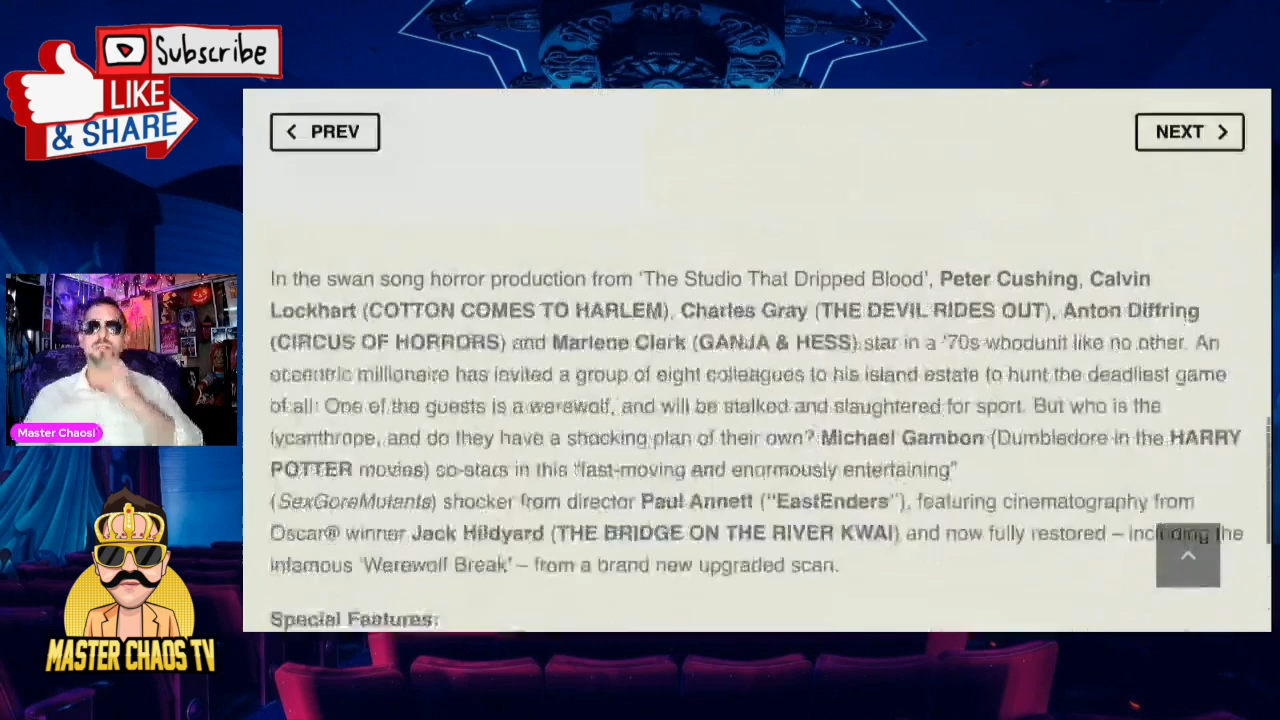 Subscribe
LIKE
& SHARE
PREV
NEXT
In the swan song horror production from 'The Studio That Dripped Blood', Peter Cushing, Calvin
Lockhart (COTTON COMES TO HARLEM), Charles Gray (THE DEVIL RIDES OUT), Anton Diffring
(CIRCUS OF HORRORS) and Marlene Clark (GANJA & HESS) star in a '70s whodunit like no other. An
eccentric millionaire has invited a group of eight colleagues to his island estate to hunt the deadliest game
of all: One of the guests is a werewolf, and will be stalked and slaughtered for sport. But who is the
lycanthrope, and do they have a shocking plan of their own? Michael Gambon (Dumbledore in the HARRY
POTTER movies) co-stars in this "fast-moving and enormously entertaining"
(SexGoreMutants) shocker from director Paul Annett ("EastEnders"), featuring cinematography from
Oscar® winner Jack Hildyard (THE BRIDGE ON THE RIVER KWAI) and now fully restored – including the
infamous 'Werewolf Break' – from a brand new upgraded scan.
Special Features:
Master Chaos!
MASTER CHAOS TV